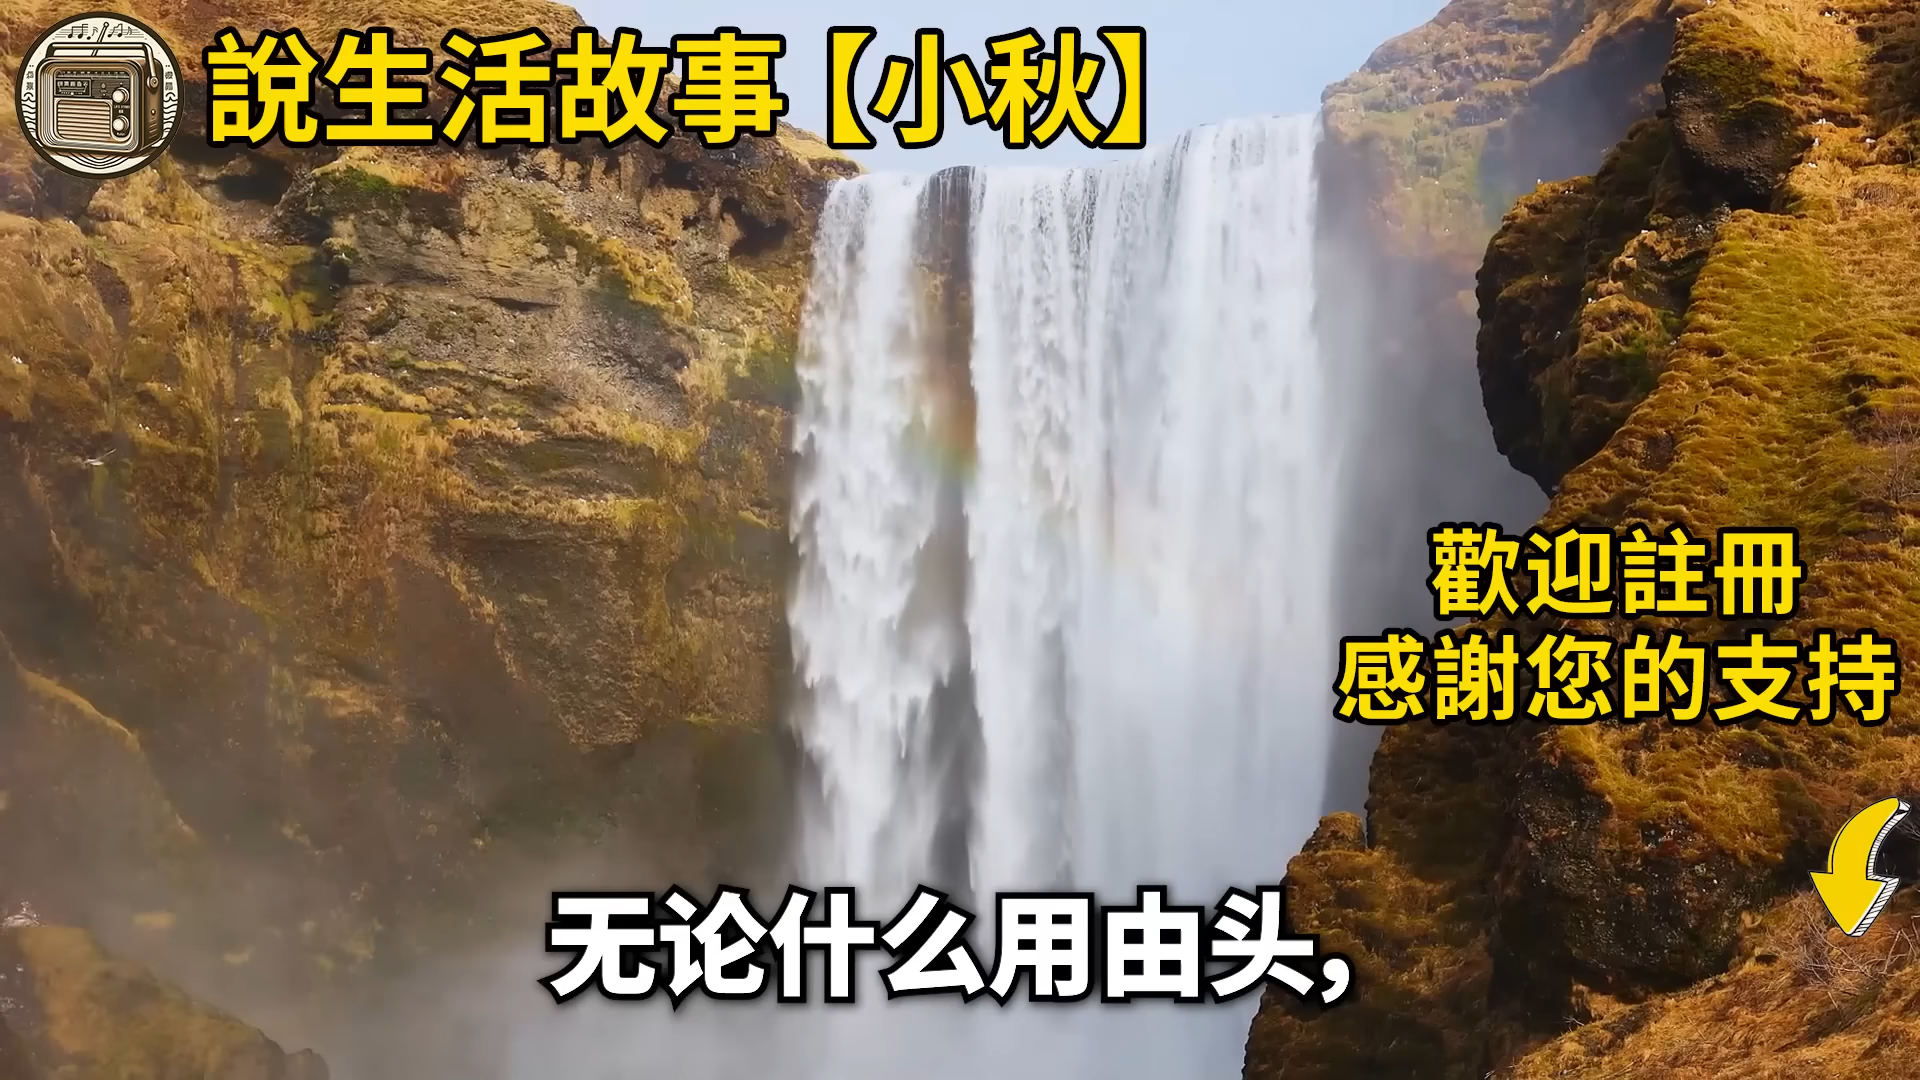 說生活故事【小秋】
歡迎註冊
感謝您的支持
无论什么用由头,